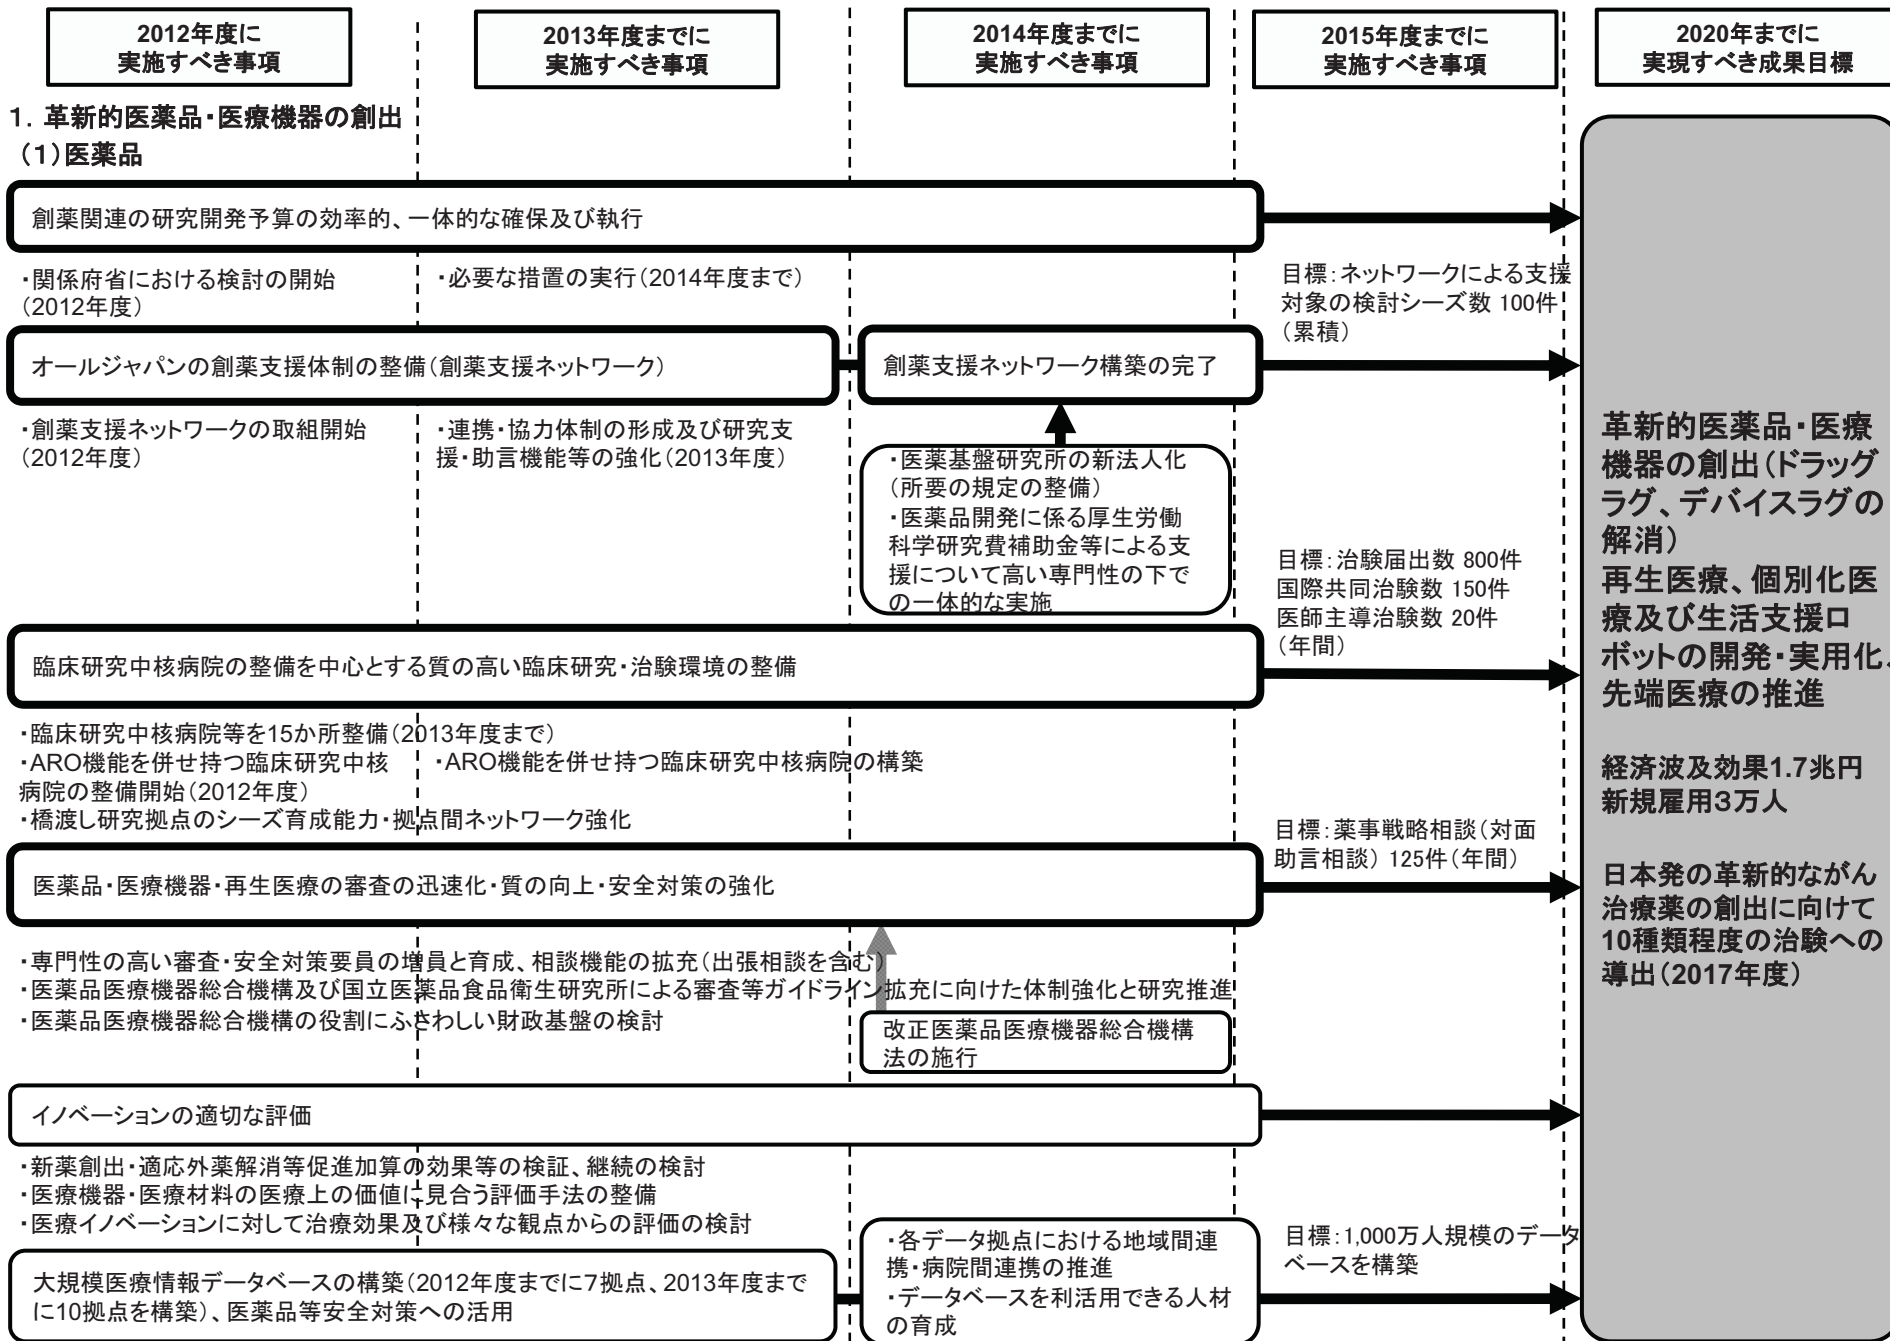 2012年度に
実施すべき事項
2013年度までに
実施すべき事項
2014年度までに
実施すべき事項
2015年度までに
実施すべき事項
2020年までに
実現すべき成果目標
1．革新的医薬品・医療機器の創出
（1）医薬品
創薬関連の研究開発予算の効率的、一体的な確保及び執行
・関係府省における検討の開始
（2012年度）
・必要な措置の実行（2014年度まで）
目標：ネットワークによる支援
対象の検討シーズ数 100件
（累積）
オールジャパンの創薬支援体制の整備（創薬支援ネットワーク）
創薬支援ネットワーク構築の完了
・創薬支援ネットワークの取組開始
（2012年度）
・連携・協力体制の形成及び研究支
援・助言機能等の強化（2013年度）
・医薬基盤研究所の新法人化
（所要の規定の整備）
・医薬品開発に係る厚生労働
科学研究費補助金等による支
援について高い専門性の下で
の一体的な実施
目標：治験届出数 800件
国際共同治験数 150件
医師主導治験数 20件
（年間）
臨床研究中核病院の整備を中心とする質の高い臨床研究・治験環境の整備
・臨床研究中核病院等を15か所整備（2013年度まで）
・ARO機能を併せ持つ臨床研究中核
病院の整備開始（2012年度）
・ARO機能を併せ持つ臨床研究中核病院の構築
・橋渡し研究拠点のシーズ育成能力・拠点間ネットワーク強化
目標：薬事戦略相談（対面
助言相談） 125件（年間）
医薬品・医療機器・再生医療の審査の迅速化・質の向上・安全対策の強化
・専門性の高い審査・安全対策要員の増員と育成、相談機能の拡充（出張相談を含む）
・医薬品医療機器総合機構及び国立医薬品食品衛生研究所による審査等ガイドライン拡充に向けた体制強化と研究推進
・医薬品医療機器総合機構の役割にふさわしい財政基盤の検討
改正医薬品医療機器総合機構
法の施行
イノベーションの適切な評価
・新薬創出・適応外薬解消等促進加算の効果等の検証、継続の検討
・医療機器・医療材料の医療上の価値に見合う評価手法の整備
・医療イノベーションに対して治療効果及び様々な観点からの評価の検討
大規模医療情報データベースの構築（2012年度までに7拠点、2013年度まで
に10拠点を構築）、医薬品等安全対策への活用
・各データ拠点における地域間連
携・病院間連携の推進
・データベースを利活用できる人材
の育成
目標：1,000万人規模のデータ
ベースを構築
革新的医薬品・医療
機器の創出（ドラッグ
ラグ、デバイスラグの
解消）
再生医療、個別化医
療及び生活支援ロ
ボットの開発・実用化、
先端医療の推進
経済波及効果1.7兆円
新規雇用3万人
日本発の革新的ながん
治療薬の創出に向けて
10種類程度の治験への
導出（2017年度）